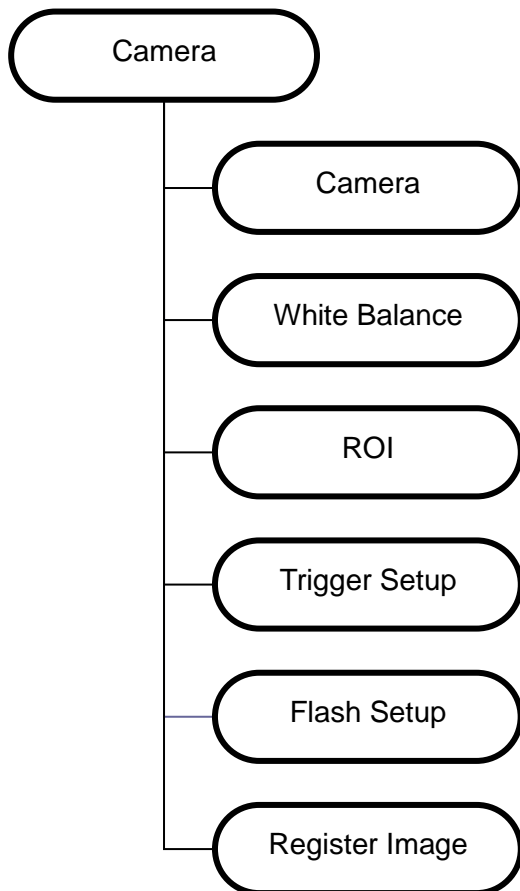 Camera
Camera
White Balance
ROI
Trigger Setup
Flash Setup
Register Image